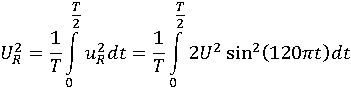 $U_R^2 = \frac{1}{T}\int_0^{\frac{T}{2}} u_R^2 dt = \frac{1}{T}\int_0^{\frac{T}{2}} 2U^2 \sin^2(120\pi t) dt$